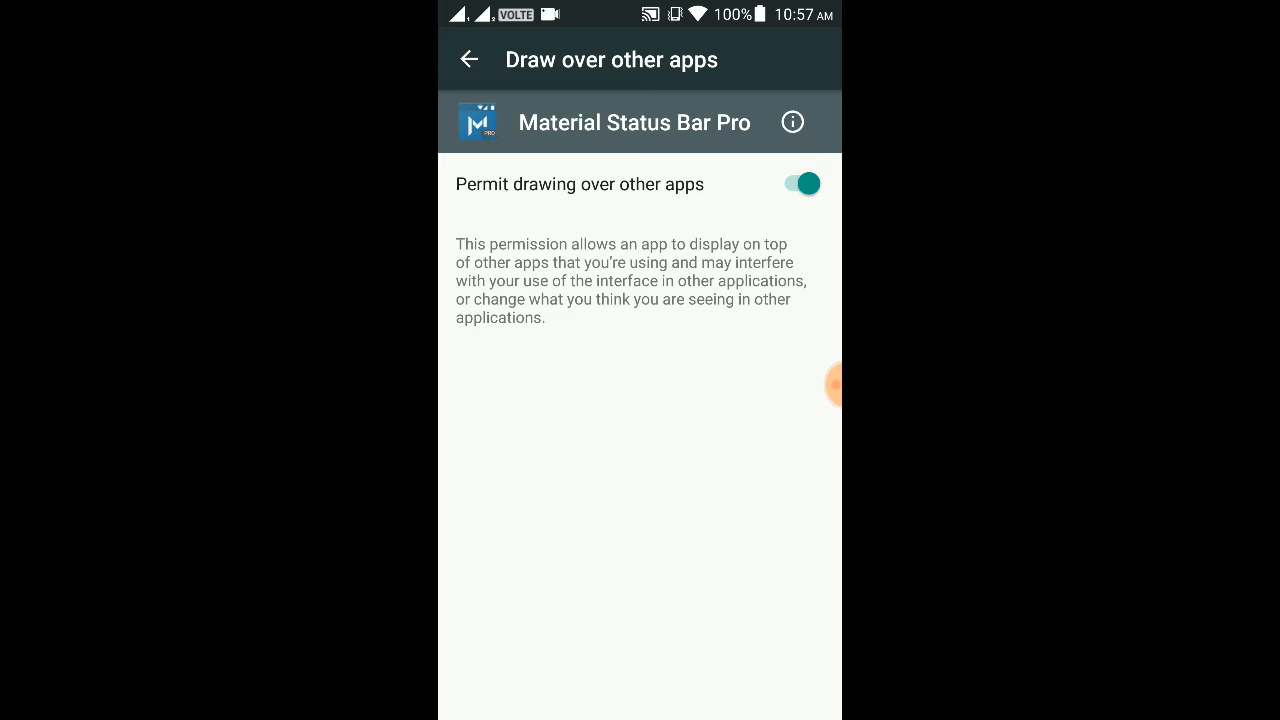 1 2 VOLTE 100% 10:57 AM
Draw over other apps
M PRO Material Status Bar Pro
Permit drawing over other apps
This permission allows an app to display on top
of other apps that you’re using and may interfere
with your use of the interface in other applications,
or change what you think you are seeing in other
applications.